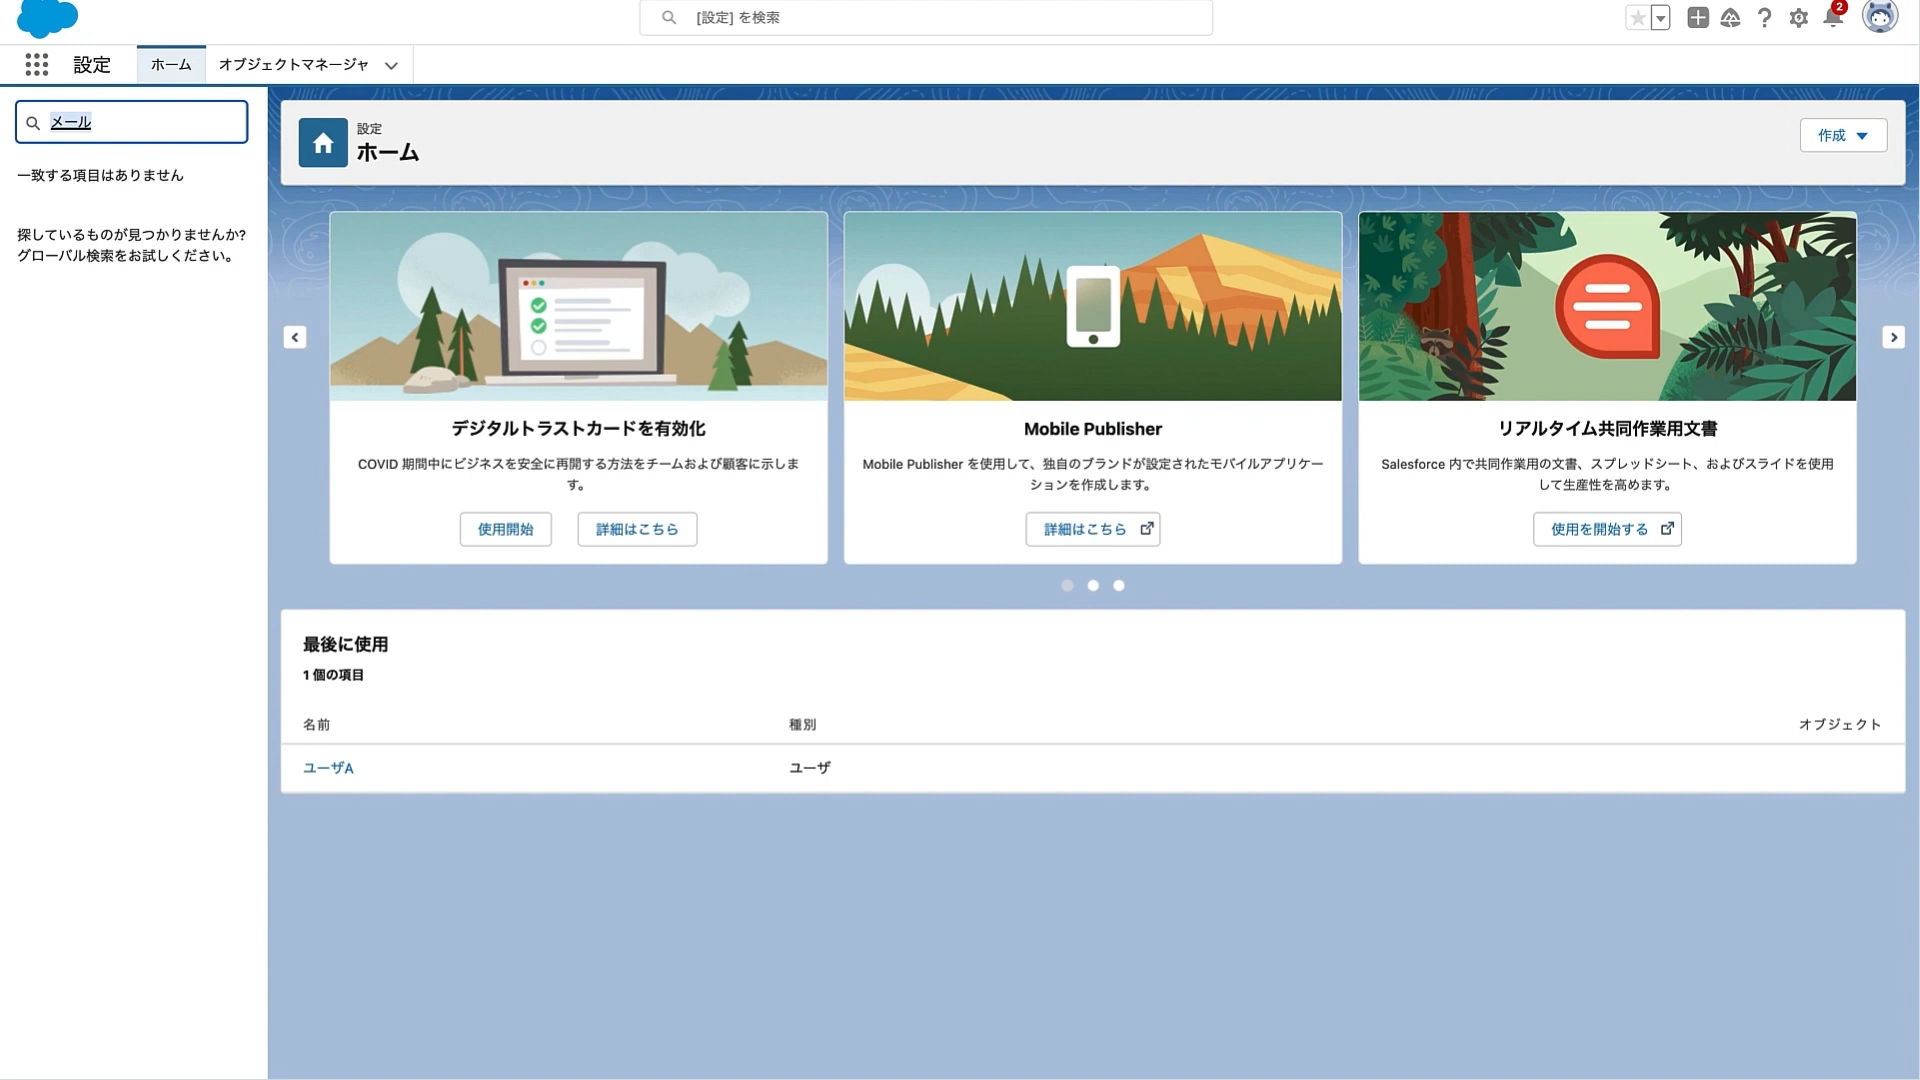 [設定] を検索
2
設定
ホーム
オブジェクトマネージャ
メール
一致する項目はありません
探しているものが見つかりませんか?
グローバル検索をお試しください。
設定
ホーム
作成
デジタルトラストカードを有効化
COVID 期間中にビジネスを安全に再開する方法をチームおよび顧客に示しま
す。
使用開始
詳細はこちら
Mobile Publisher
Mobile Publisher を使用して、独自のブランドが設定されたモバイルアプリケー
ションを作成します。
詳細はこちら
リアルタイム共同作業用文書
Salesforce 内で共同作業用の文書、スプレッドシート、およびスライドを使用
して生産性を高めます。
使用を開始する
最後に使用
1 個の項目
名前 種別 オブジェクト
ユーザA ユーザ